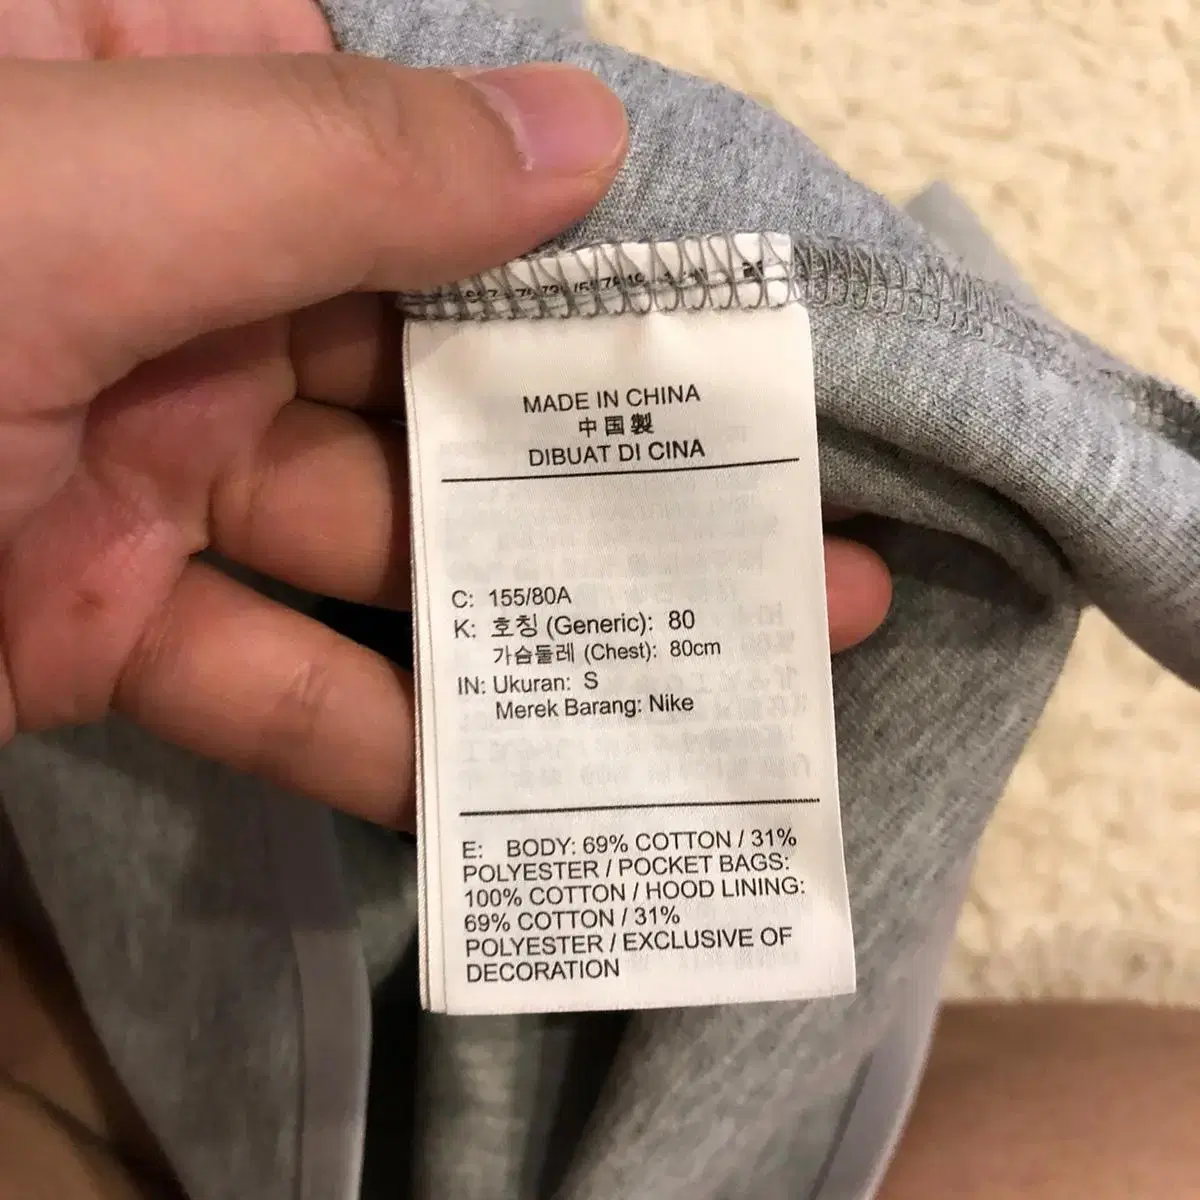 MADE IN CHINA
中国製
DIBUAT DI CINA
C: 155/80A
K: 호칭 (Generic): 80
가슴둘레 (Chest): 80cm
IN: Ukuran: S
Merek Barang: Nike
E: BODY: 69% COTTON / 31%
POLYESTER / POCKET BAGS:
100% COTTON / HOOD LINING:
69% COTTON / 31%
POLYESTER / EXCLUSIVE OF
DECORATION